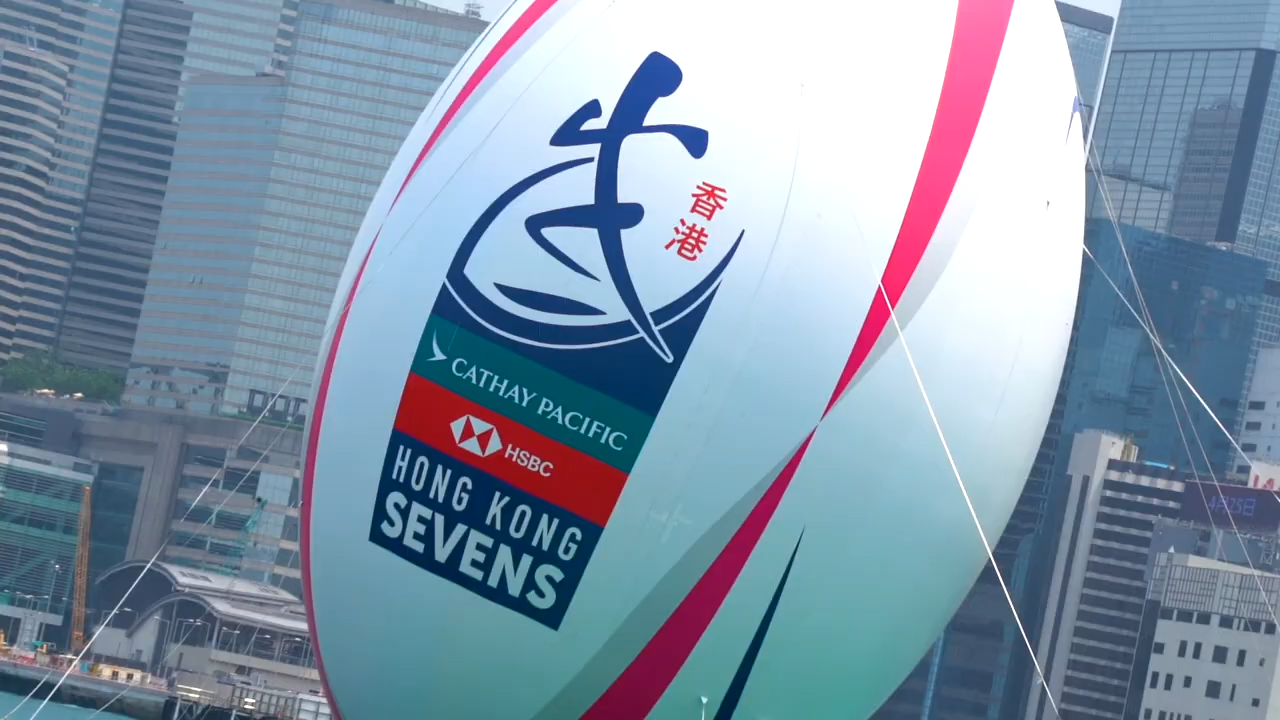 香
港
CATHAY PACIFIC
HSBC
HONG KONG
SEVENS